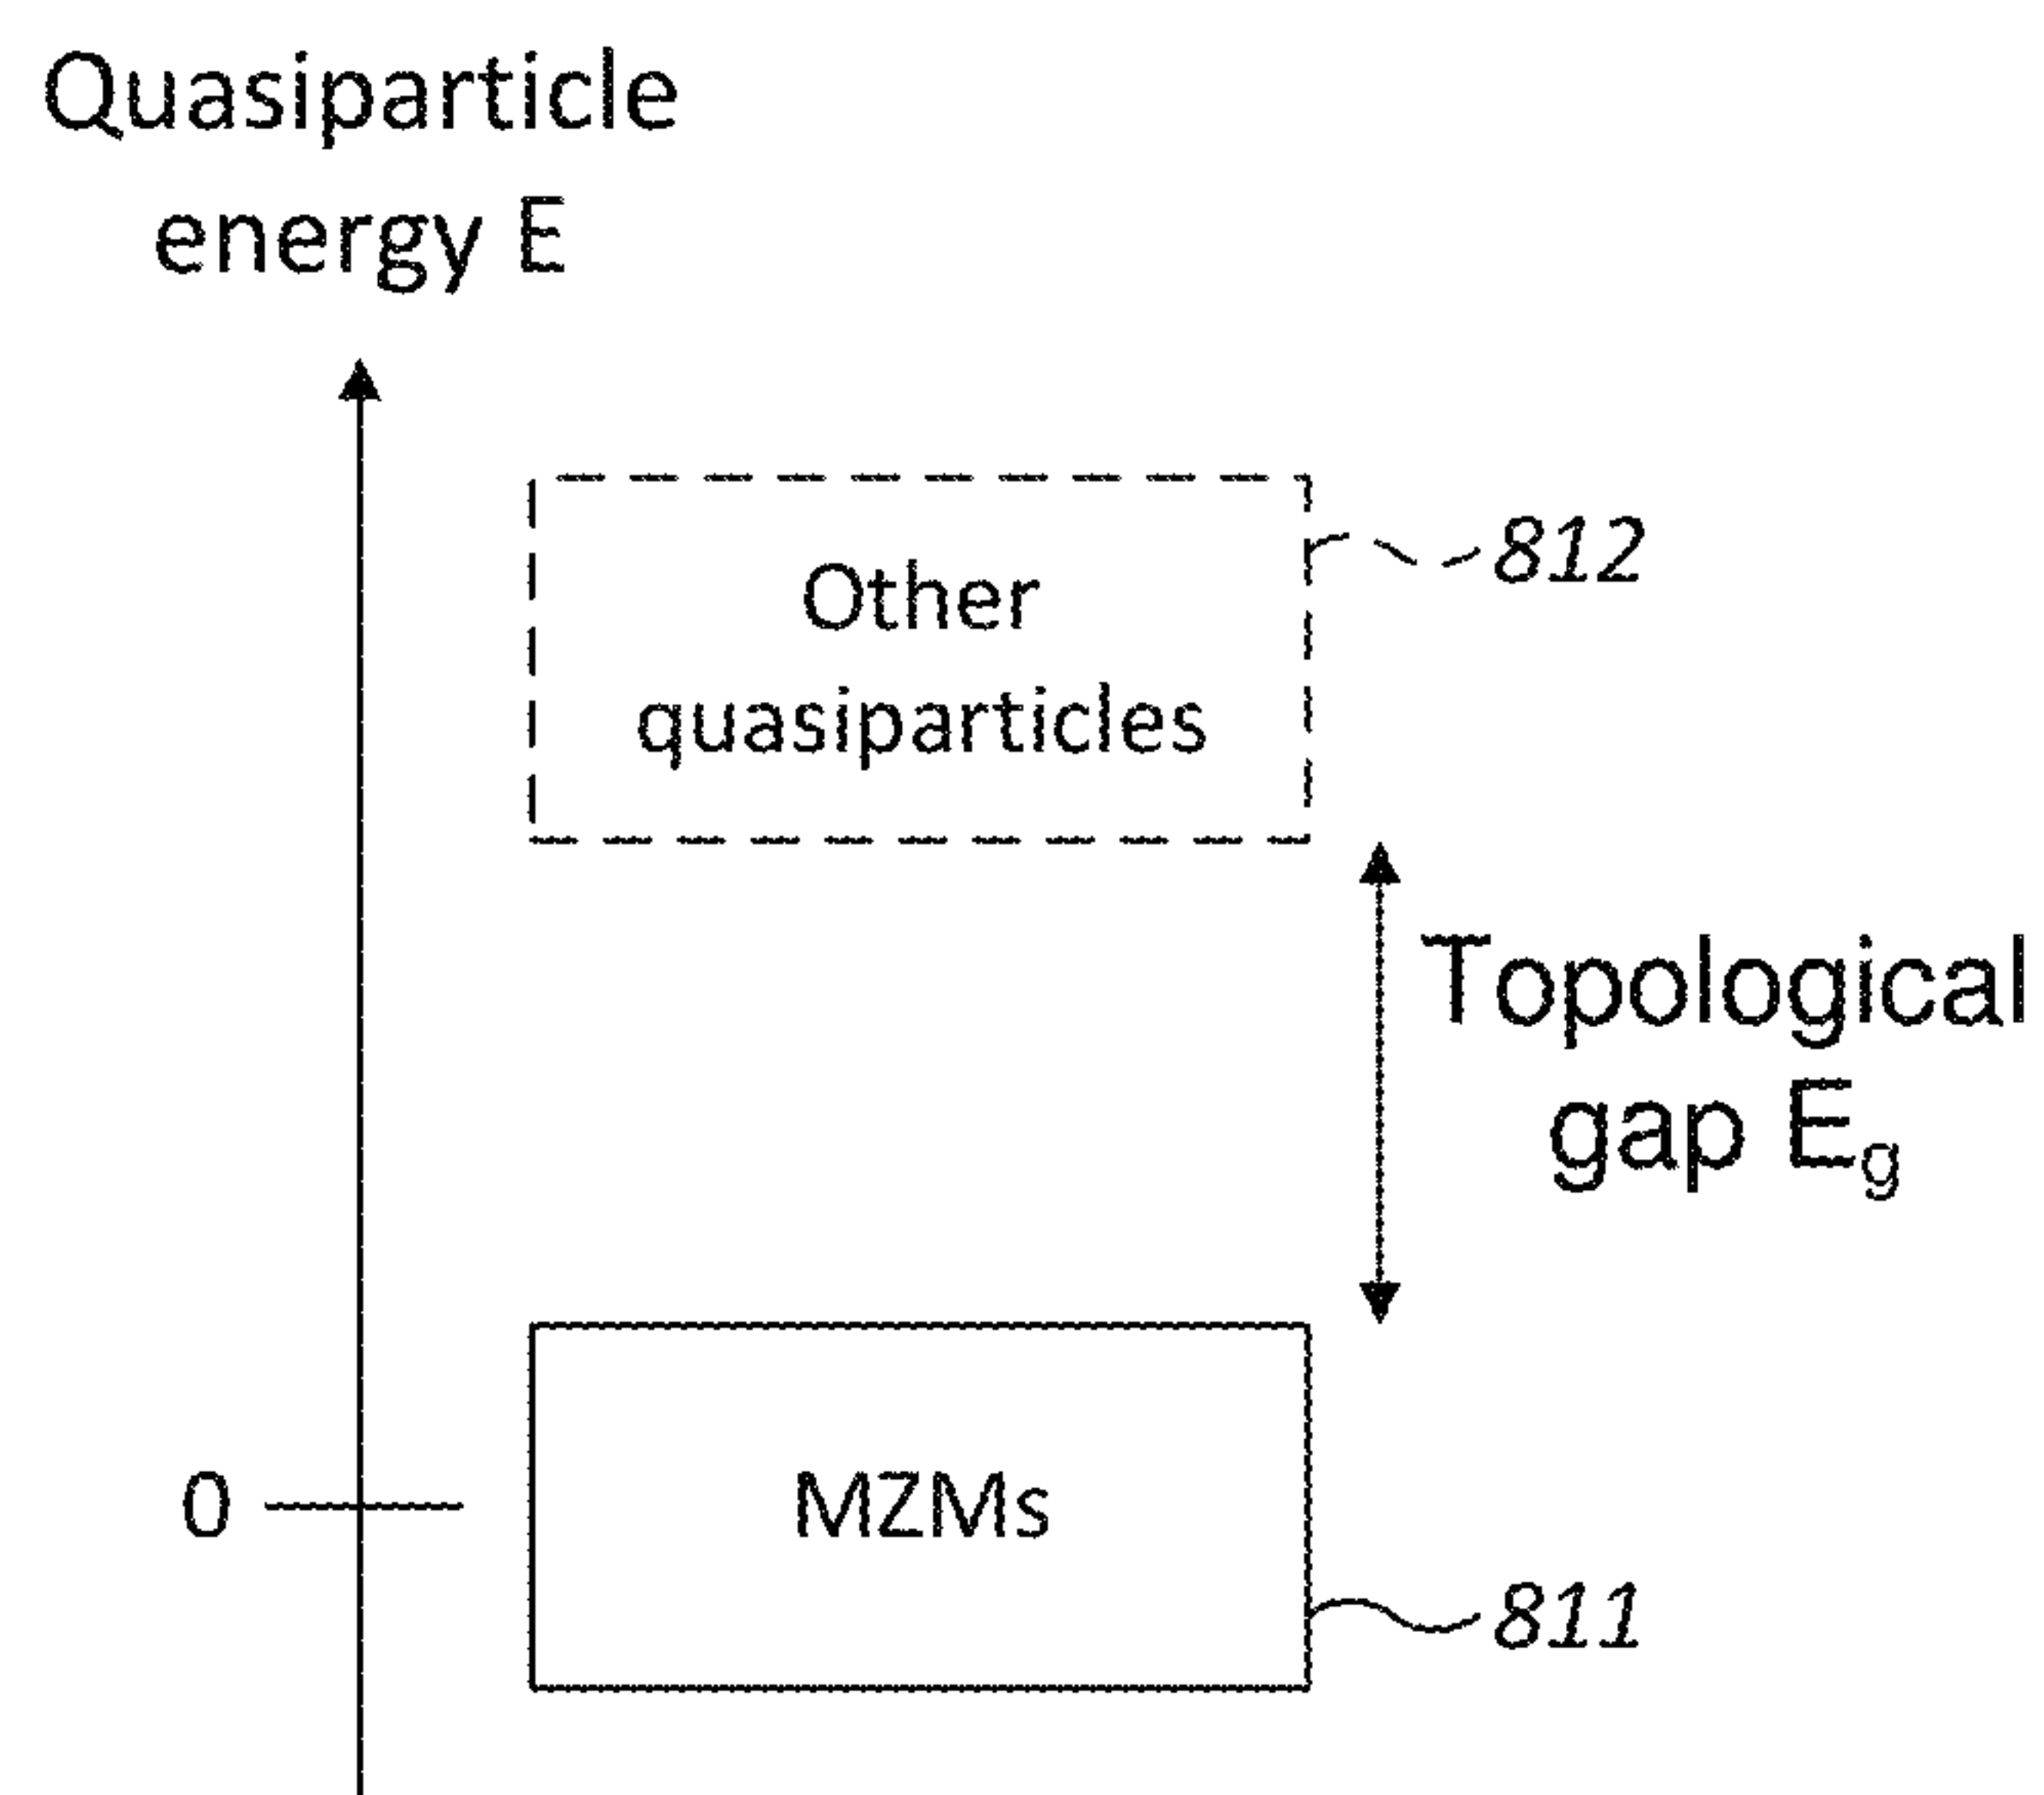 Quasiparticle
energy E
Other
quasiparticles
812
Topological
gap Eg
0
MZMs
811